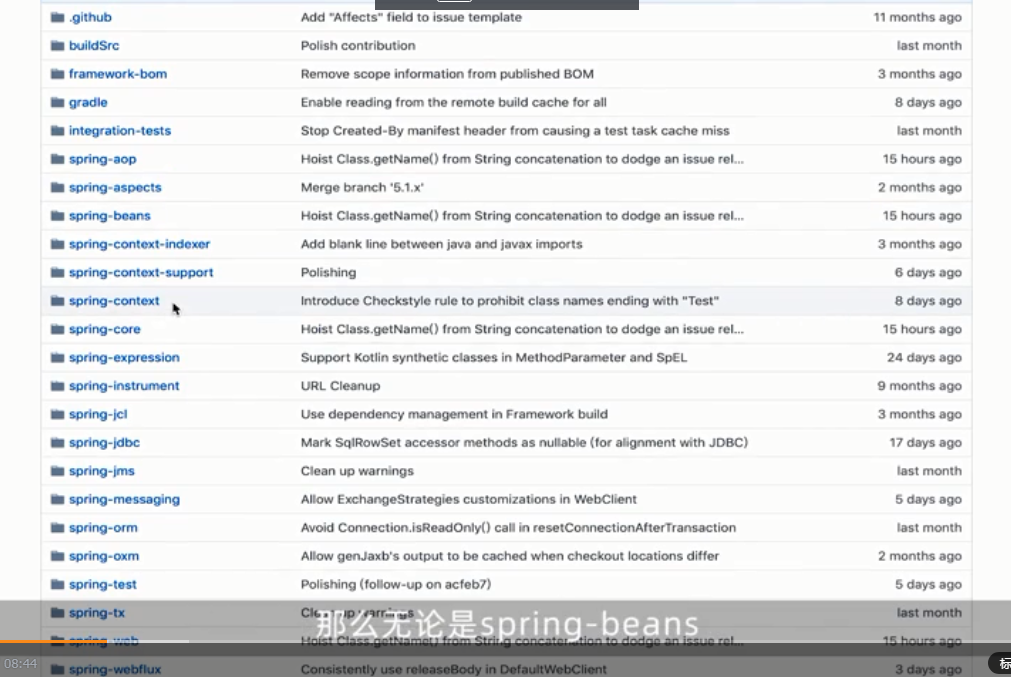 .github Add "Affects" field to issue template 11 months ago
buildSrc Polish contribution last month
framework-bom Remove scope information from published BOM 3 months ago
gradle Enable reading from the remote build cache for all 8 days ago
integration-tests Stop Created-By manifest header from causing a test task cache miss last month
spring-aop Hoist Class.getName() from String concatenation to dodge an issue rel... 15 hours ago
spring-aspects Merge branch '5.1.x' 2 months ago
spring-beans Hoist Class.getName() from String concatenation to dodge an issue rel... 15 hours ago
spring-context-indexer Add blank line between java and javax imports 3 months ago
spring-context-support Polishing 6 days ago
spring-context Introduce Checkstyle rule to prohibit class names ending with "Test" 8 days ago
spring-core Hoist Class.getName() from String concatenation to dodge an issue rel... 15 hours ago
spring-expression Support Kotlin synthetic classes in MethodParameter and SpEL 24 days ago
spring-instrument URL Cleanup 9 months ago
spring-jcl Use dependency management in Framework build 3 months ago
spring-jdbc Mark SqlRowSet accessor methods as nullable (for alignment with JDBC) 17 days ago
spring-jms Clean up warnings last month
spring-messaging Allow ExchangeStrategies customizations in WebClient 5 days ago
spring-orm Avoid Connection.isReadOnly() call in resetConnectionAfterTransaction last month
spring-oxm Allow genJaxb's output to be cached when checkout locations differ 2 months ago
spring-test Polishing (follow-up on acfeb7) 5 days ago
spring-tx Clean up warnings last month
那么无论是spring-beans
spring-web Hoist Class.getName() from String concatenation to dodge an issue rel... 15 hours ago
08:44 spring-webflux Consistently use releaseBody in DefaultWebClient 3 days ago